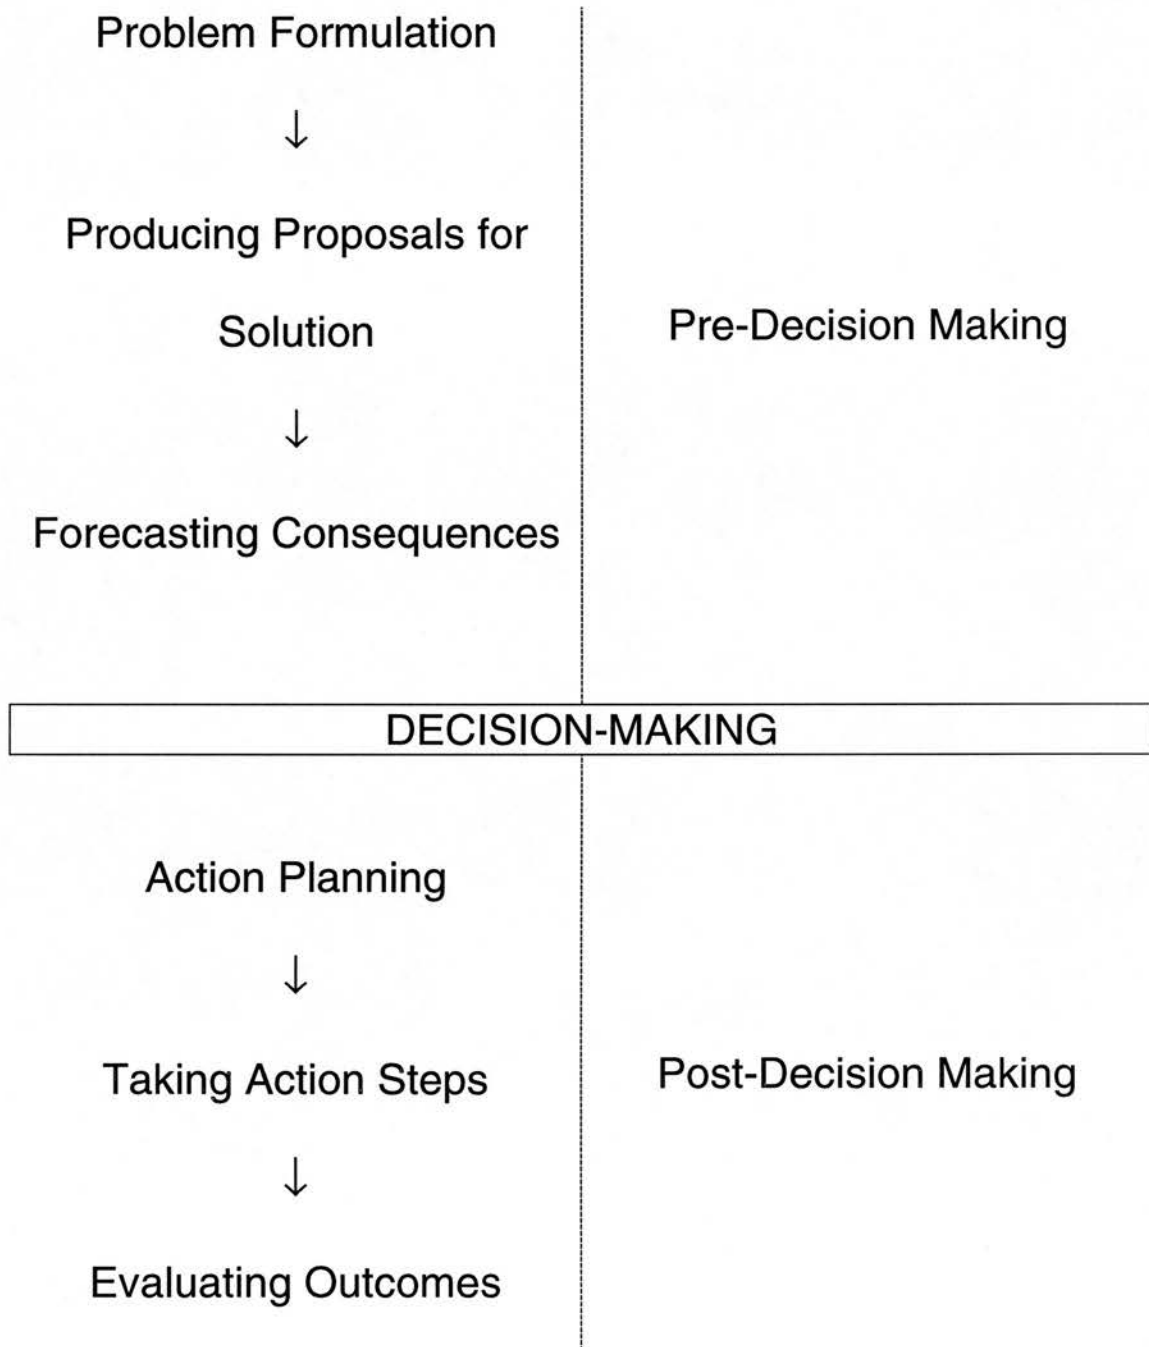 Problem Formulation
↓
Producing Proposals for
Solution
Pre-Decision Making
↓
Forecasting Consequences
DECISION-MAKING
Action Planning
↓
Taking Action Steps
Post-Decision Making
↓
Evaluating Outcomes